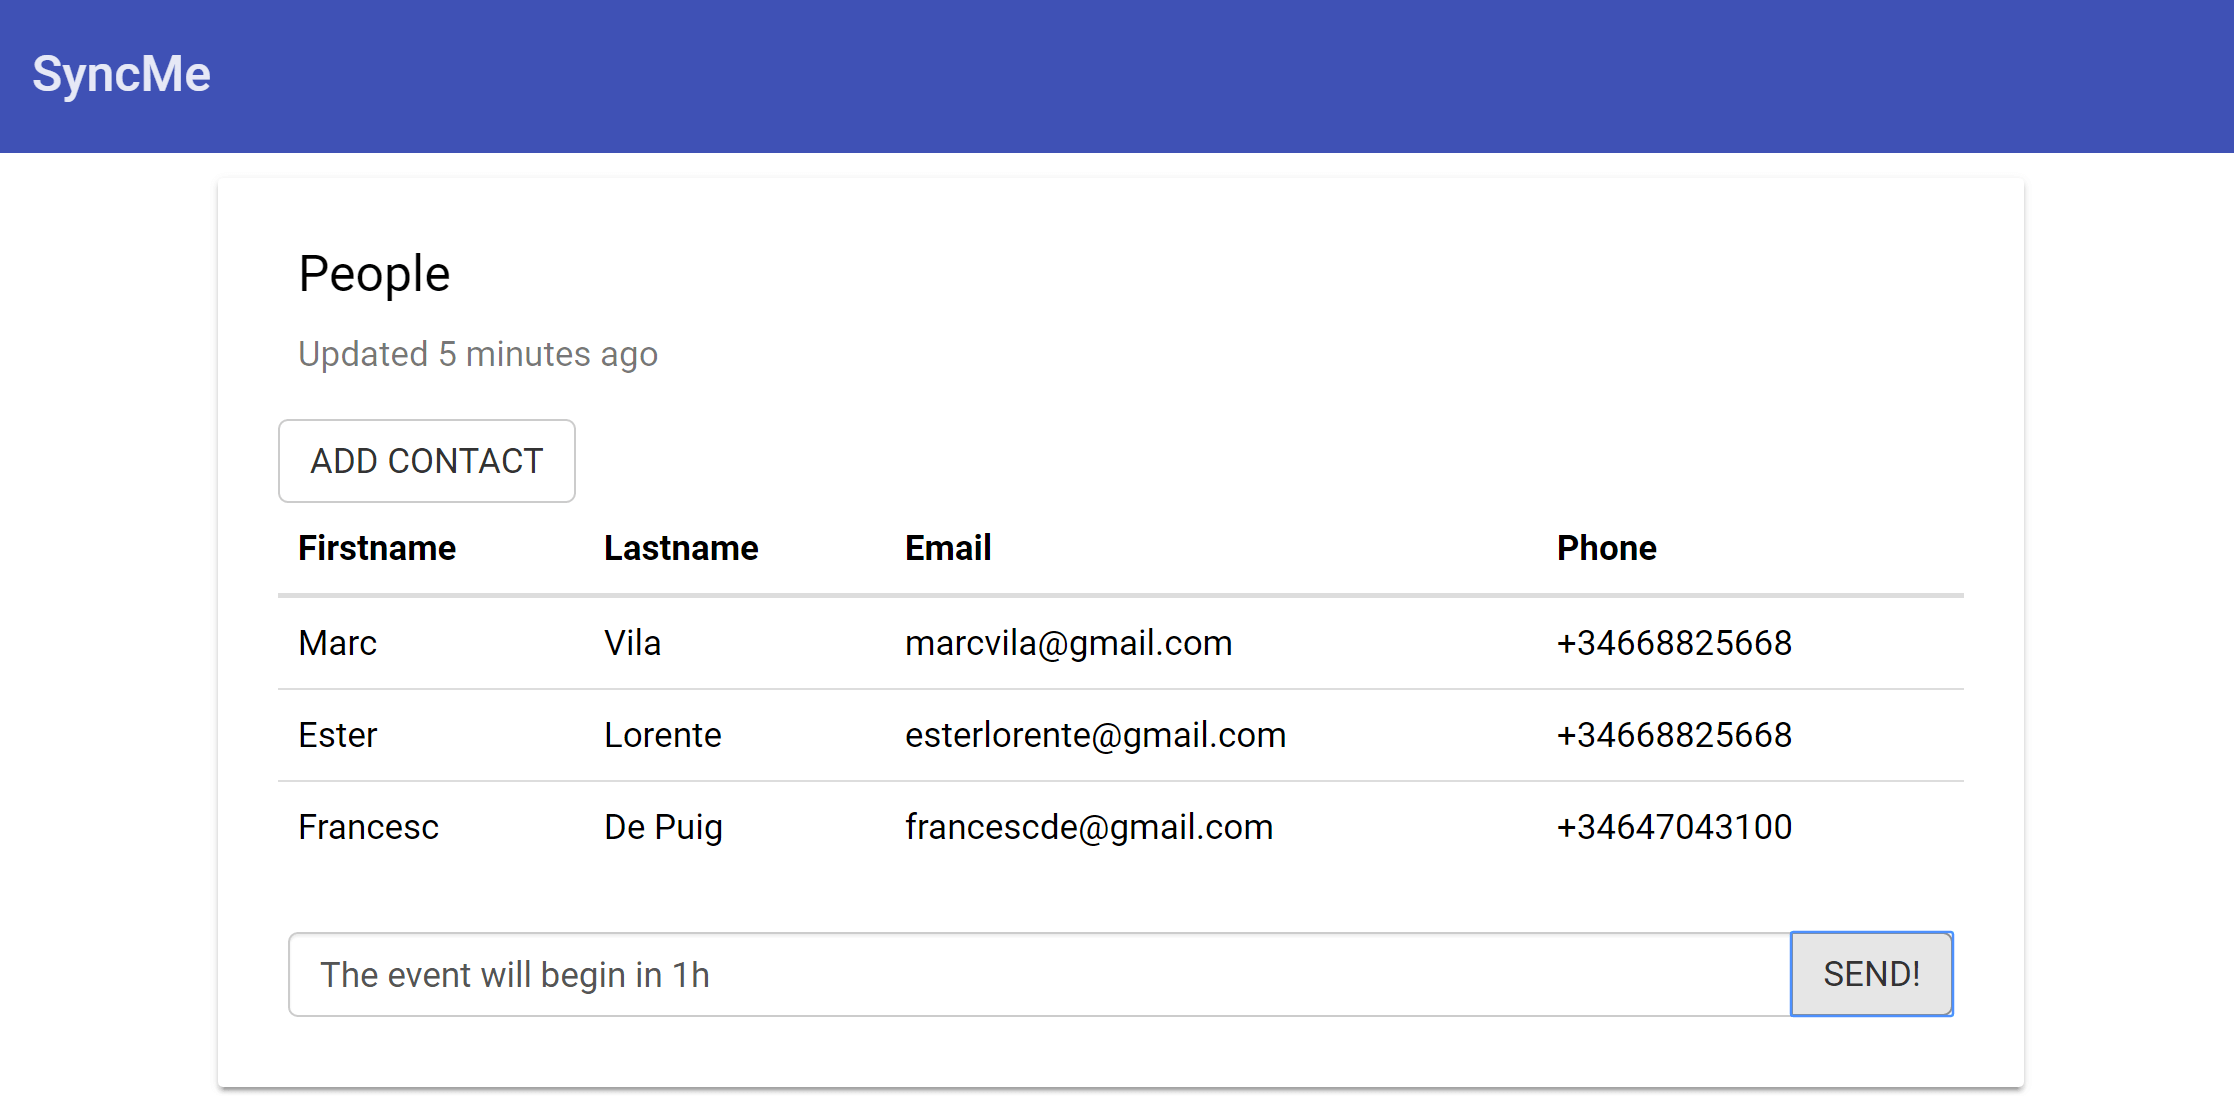 SyncMe
People
Updated 5 minutes ago
ADD CONTACT
Firstname Lastname Email Phone
Marc Vila marcvila@gmail.com +34668825668
Ester Lorente esterlorente@gmail.com +34668825668
Francesc De Puig francescde@gmail.com +34647043100
The event will begin in 1h SEND!